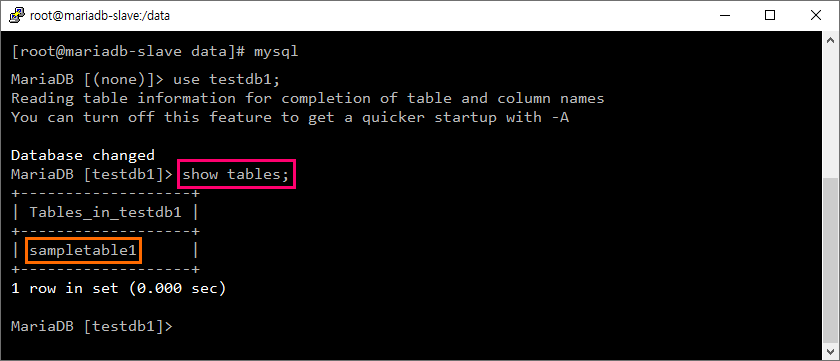 root@mariadb-slave:/data
[root@mariadb-slave data]# mysql
MariaDB [(none)]> use testdb1;
Reading table information for completion of table and column names
You can turn off this feature to get a quicker startup with -A
Database changed
MariaDB [testdb1]> show tables;
+-------------------+
| Tables_in_testdb1 |
+-------------------+
| sampletable1      |
+-------------------+
1 row in set (0.000 sec)
MariaDB [testdb1]>